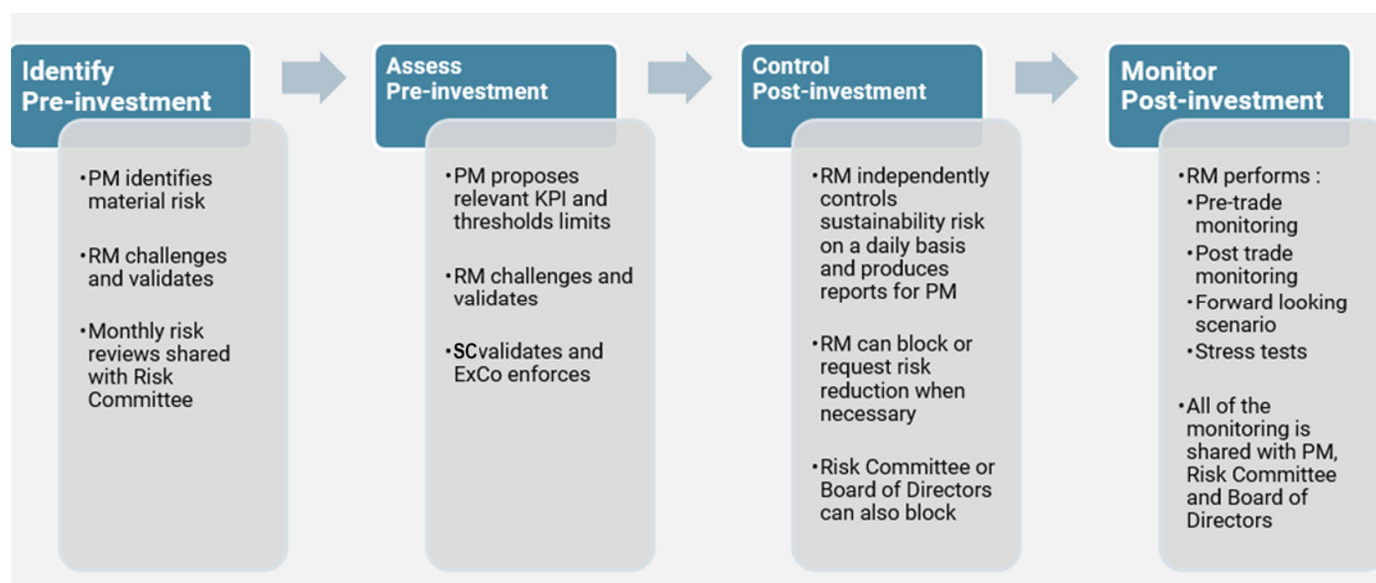 Identify
Pre-investment
•PM identifies
material risk
•RM challenges
and validates
•Monthly risk
reviews shared
with Risk
Committee
Assess
Pre-investment
•PM proposes
relevant KPI and
thresholds limits
•RM challenges and
validates
•SCvalidates and
ExCo enforces
Control
Post-investment
•RM independently
controls
sustainability risk
on a daily basis
and produces
reports for PM
•RM can block or
request risk
reduction when
necessary
•Risk Committee or
Board of Directors
can also block
Monitor
Post-investment
•RM performs :
•Pre-trade
monitoring
•Post trade
monitoring
•Forward looking
scenario
•Stress tests
•All of the
monitoring is
shared with PM,
Risk Committee
and Board of
Directors